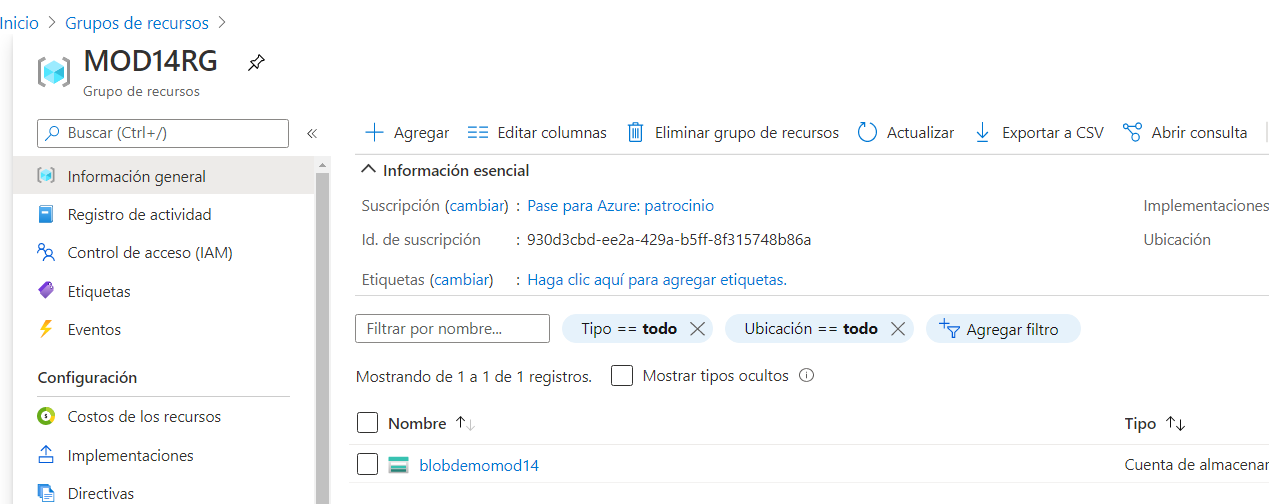 Inicio > Grupos de recursos >
MOD14RG
Grupo de recursos
Buscar (Ctrl+/)
«
Agregar
Editar columnas
Eliminar grupo de recursos
Actualizar
Exportar a CSV
Abrir consulta
Información general
Registro de actividad
Control de acceso (IAM)
Etiquetas
Eventos
Configuración
Costos de los recursos
Implementaciones
Directivas
Información esencial
Suscripción (cambiar) : Pase para Azure: patrocinio
Implementaciones
Id. de suscripción : 930d3cbd-ee2a-429a-b5ff-8f315748b86a
Ubicación
Etiquetas (cambiar) : Haga clic aquí para agregar etiquetas.
Filtrar por nombre...
Tipo == todo
Ubicación == todo
Agregar filtro
Mostrando de 1 a 1 de 1 registros.
Mostrar tipos ocultos
Nombre
Tipo
blobdemomod14
Cuenta de almacenar